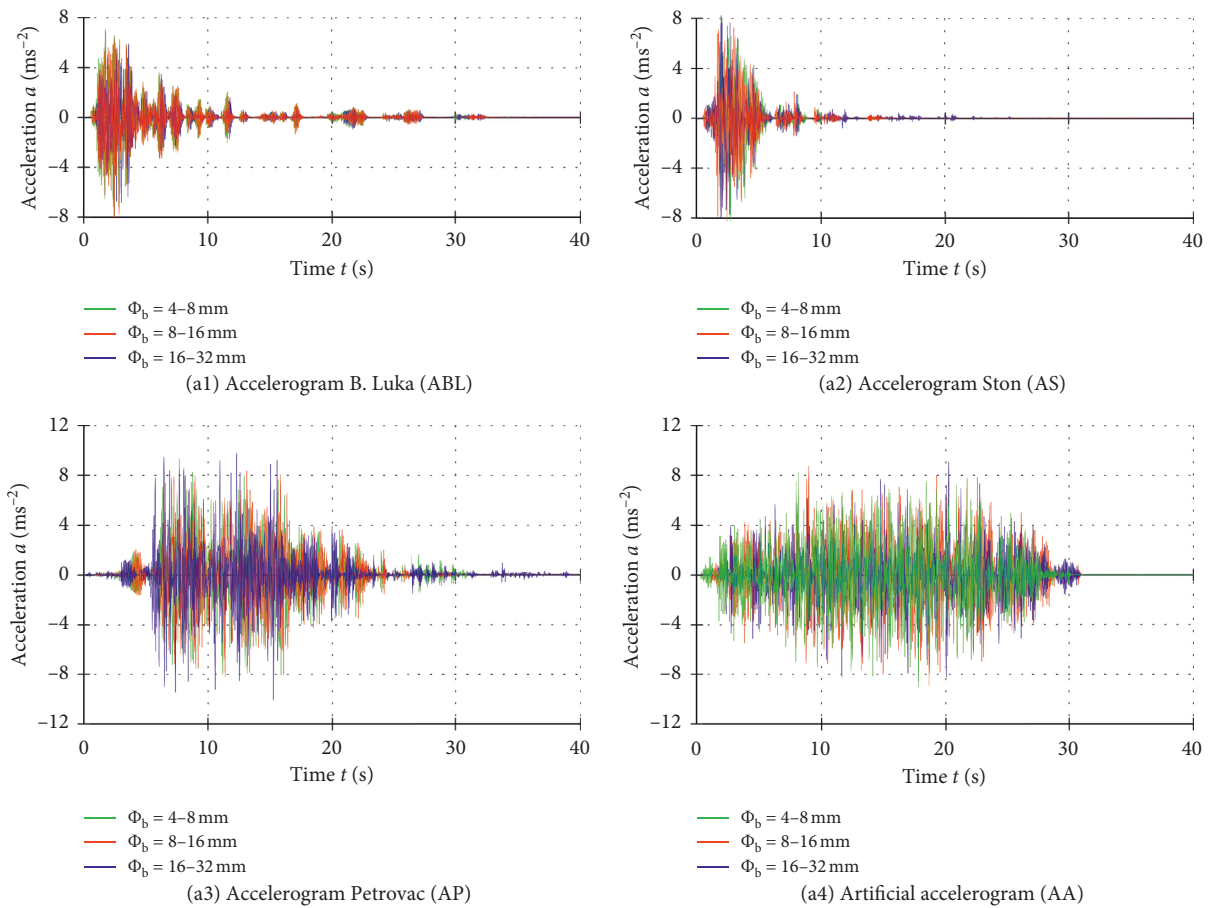 8
4
0
−4
−8
Acceleration a (ms−2)
0 10 20 30 40
Time t (s)
Φb = 4–8 mm
Φb = 8–16 mm
Φb = 16–32 mm
(a1) Accelerogram B. Luka (ABL)
8
4
0
−4
−8
Acceleration a (ms−2)
0 10 20 30 40
Time t (s)
Φb = 4–8 mm
Φb = 8–16 mm
Φb = 16–32 mm
(a2) Accelerogram Ston (AS)
12
8
4
0
−4
−8
−12
Acceleration a (ms−2)
0 10 20 30 40
Time t (s)
Φb = 4–8 mm
Φb = 8–16 mm
Φb = 16–32 mm
(a3) Accelerogram Petrovac (AP)
12
8
4
0
−4
−8
−12
Acceleration a (ms−2)
0 10 20 30 40
Time t (s)
Φb = 4–8 mm
Φb = 8–16 mm
Φb = 16–32 mm
(a4) Artificial accelerogram (AA)